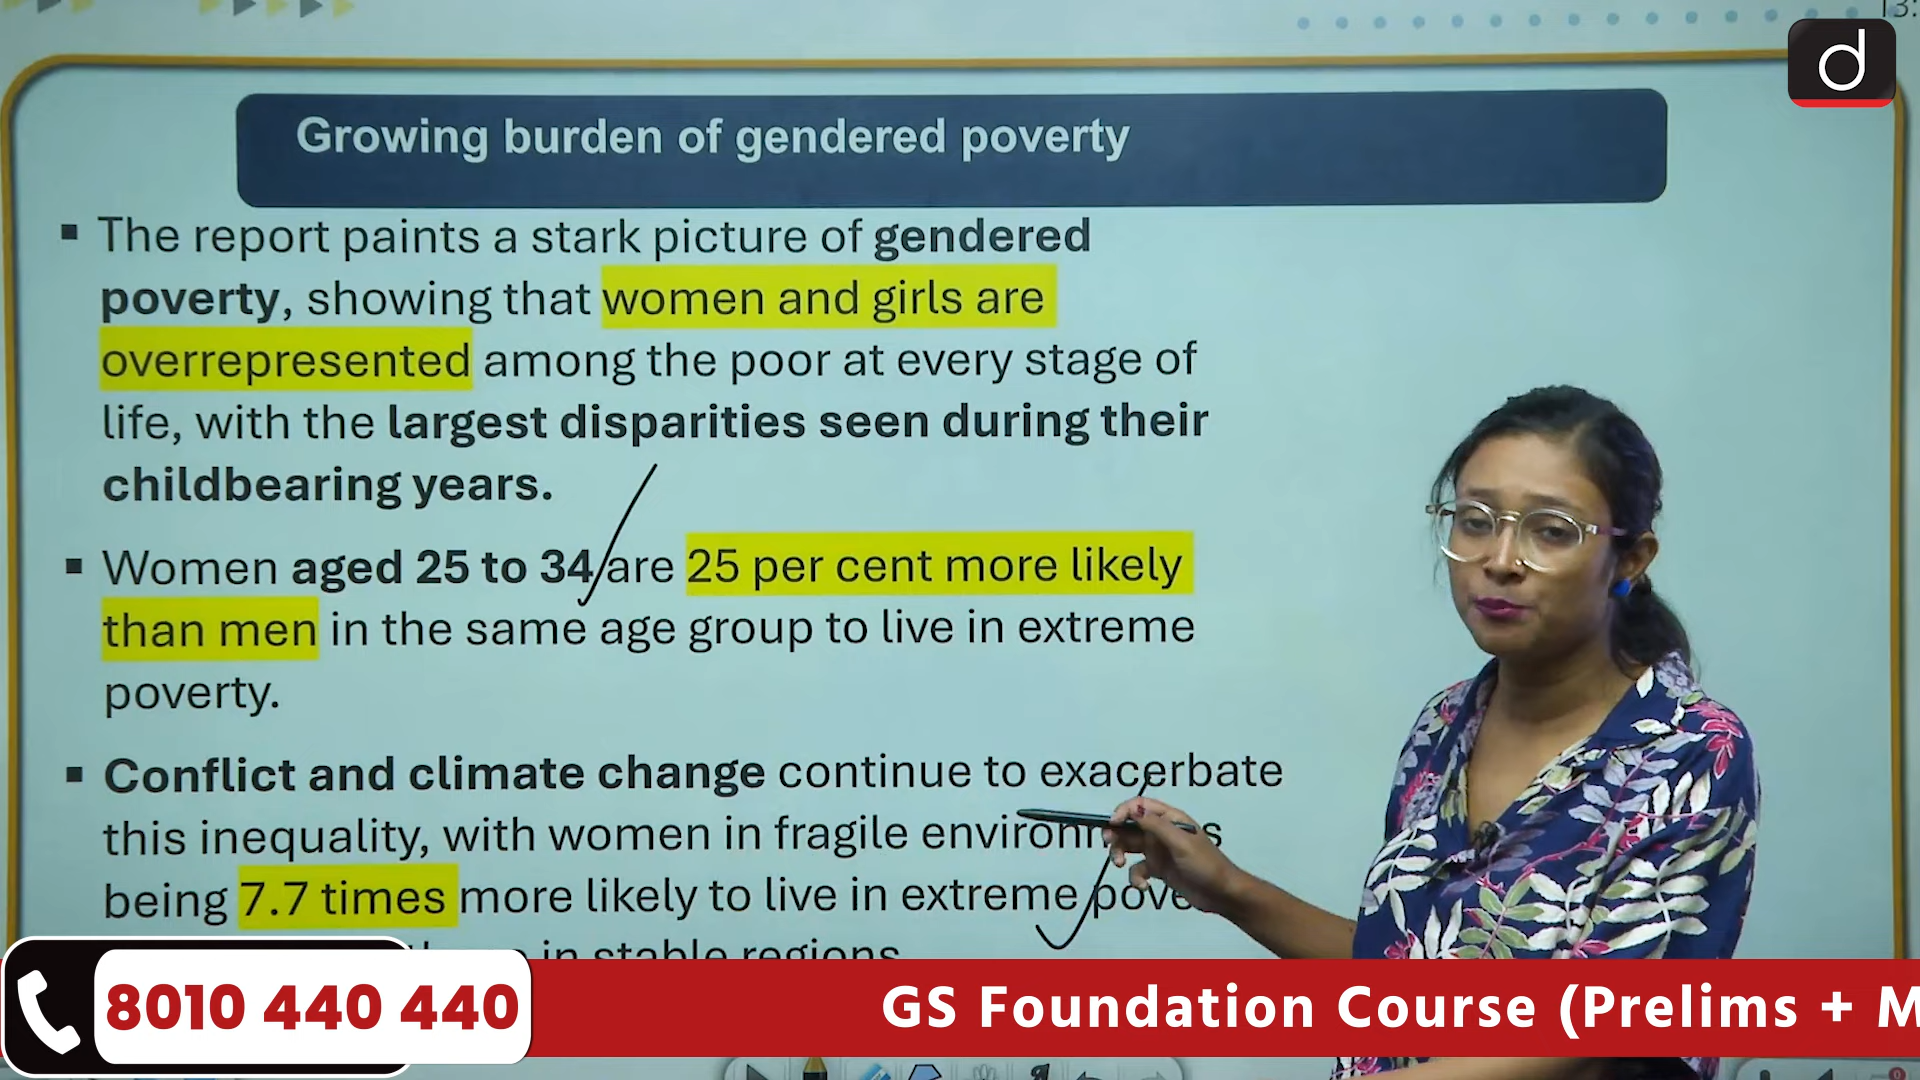 13:
d
Growing burden of gendered poverty
▪ The report paints a stark picture of gendered
poverty, showing that women and girls are
overrepresented among the poor at every stage of
life, with the largest disparities seen during their
childbearing years.
▪ Women aged 25 to 34 are 25 per cent more likely
than men in the same age group to live in extreme
poverty.
▪ Conflict and climate change continue to exacerbate
this inequality, with women in fragile
being 7.7 times more likely to live in extreme
in stable regions
8010 440 440
GS Foundation Course (Prelims + M